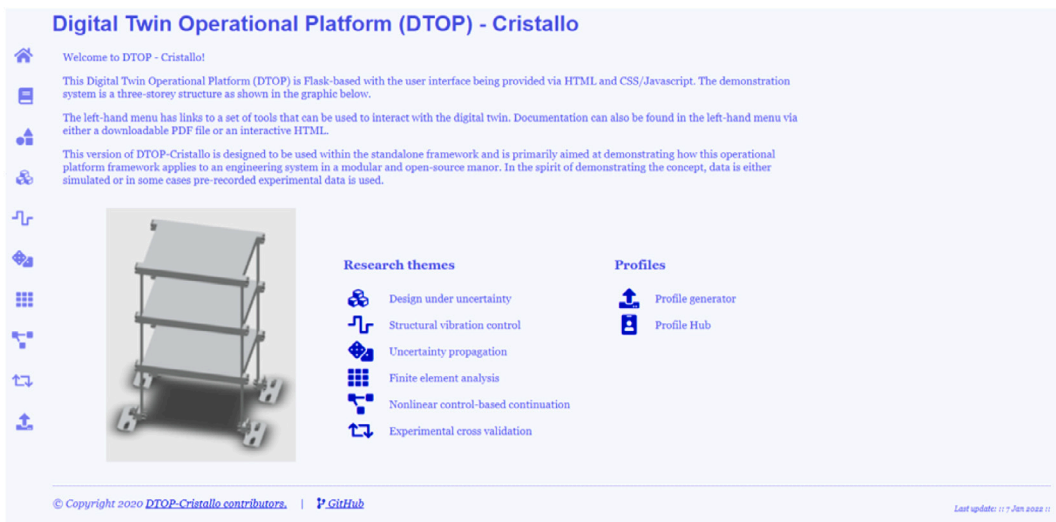 Digital Twin Operational Platform (DTOP) - Cristallo
Welcome to DTOP - Cristallo!
This Digital Twin Operational Platform (DTOP) is Flask-based with the user interface being provided via HTML and CSS/Javascript. The demonstration
system is a three-storey structure as shown in the graphic below.
The left-hand menu has links to a set of tools that can be used to interact with the digital twin. Documentation can also be found in the left-hand menu via
either a downloadable PDF file or an interactive HTML.
This version of DTOP-Cristallo is designed to be used within the standalone framework and is primarily aimed at demonstrating how this operational
platform framework applies to an engineering system in a modular and open-source manor. In the spirit of demonstrating the concept, data is either
simulated or in some cases pre-recorded experimental data is used.
Research themes
Design under uncertainty
Structural vibration control
Uncertainty propagation
Finite element analysis
Nonlinear control-based continuation
Experimental cross validation
Profiles
Profile generator
Profile Hub
© Copyright 2020 DTOP-Cristallo contributors. | GitHub
Last update: :: 7 Jan 2022 ::